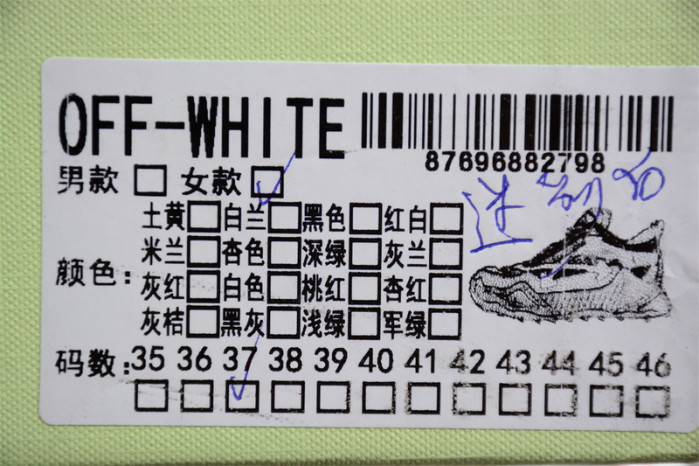 OFF-WHITE
87696882798
男款 女款
土黄 白兰 黑色 红白
颜色: 米兰 杏色 深绿 灰兰
灰红 白色 桃红 杏红
灰桔 黑灰 浅绿 军绿
码数: 35 36 37 38 39 40 41 42 43 44 45 46